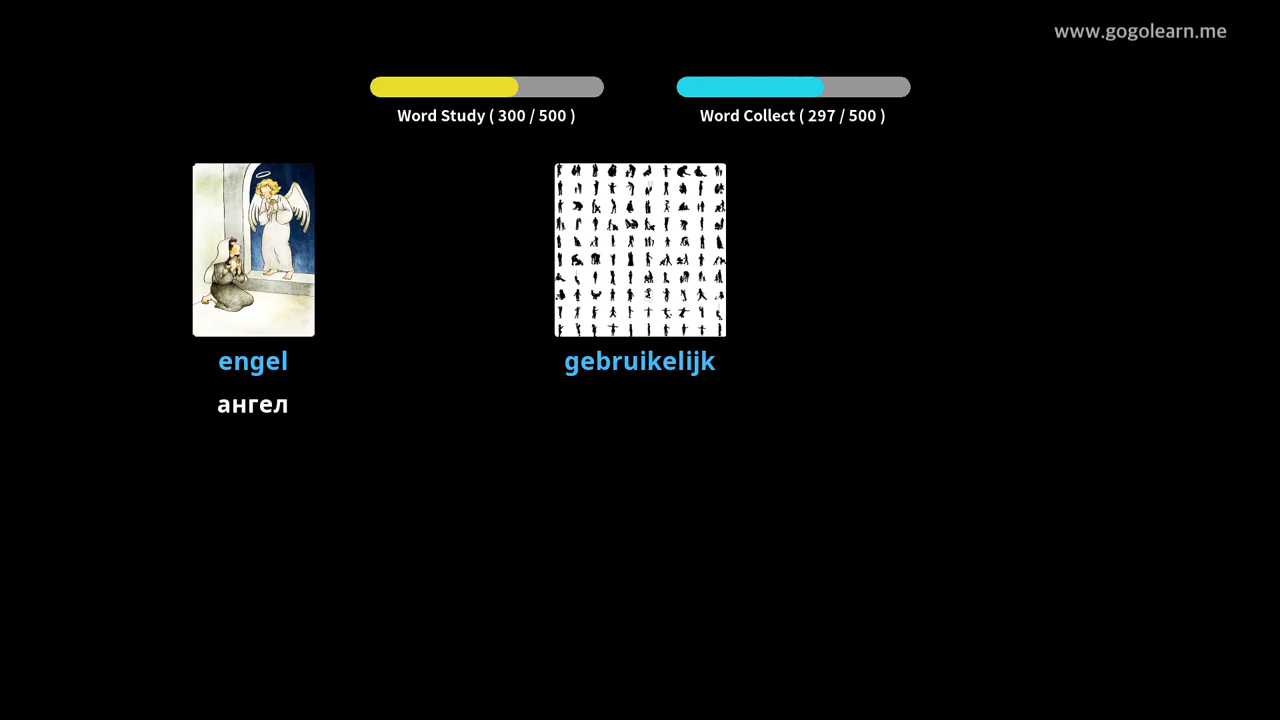 www.gogolearn.me
Word Study ( 300 / 500 )
Word Collect ( 297 / 500 )
engel
gebruikelijk
ангел